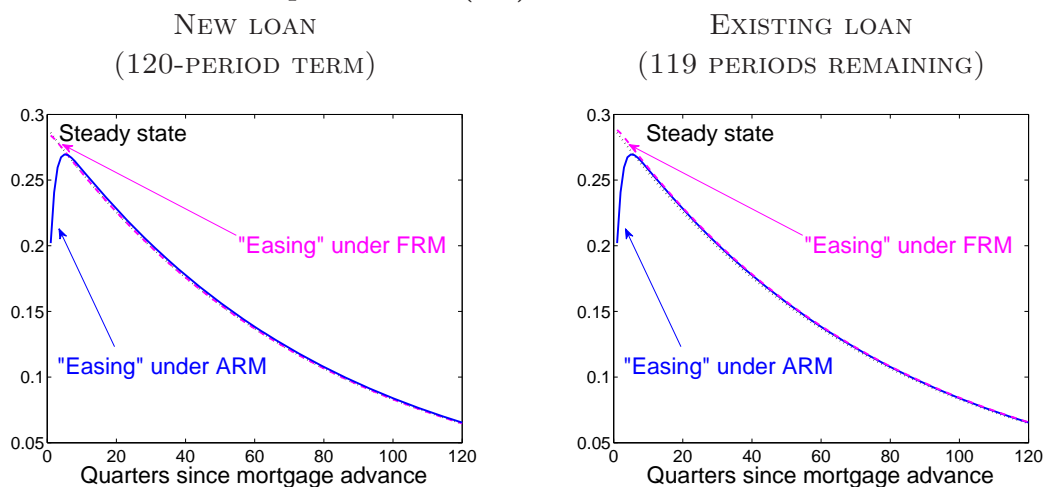 NEW LOAN
(120-PERIOD TERM)
0.3
0.25
0.2
0.15
0.1
0.05
Steady state
"Easing" under FRM
"Easing" under ARM
0 20 40 60 80 100 120
Quarters since mortgage advance
EXISTING LOAN
(119 PERIODS REMAINING)
0.3
0.25
0.2
0.15
0.1
0.05
Steady state
"Easing" under FRM
"Easing" under ARM
0 20 40 60 80 100 120
Quarters since mortgage advance